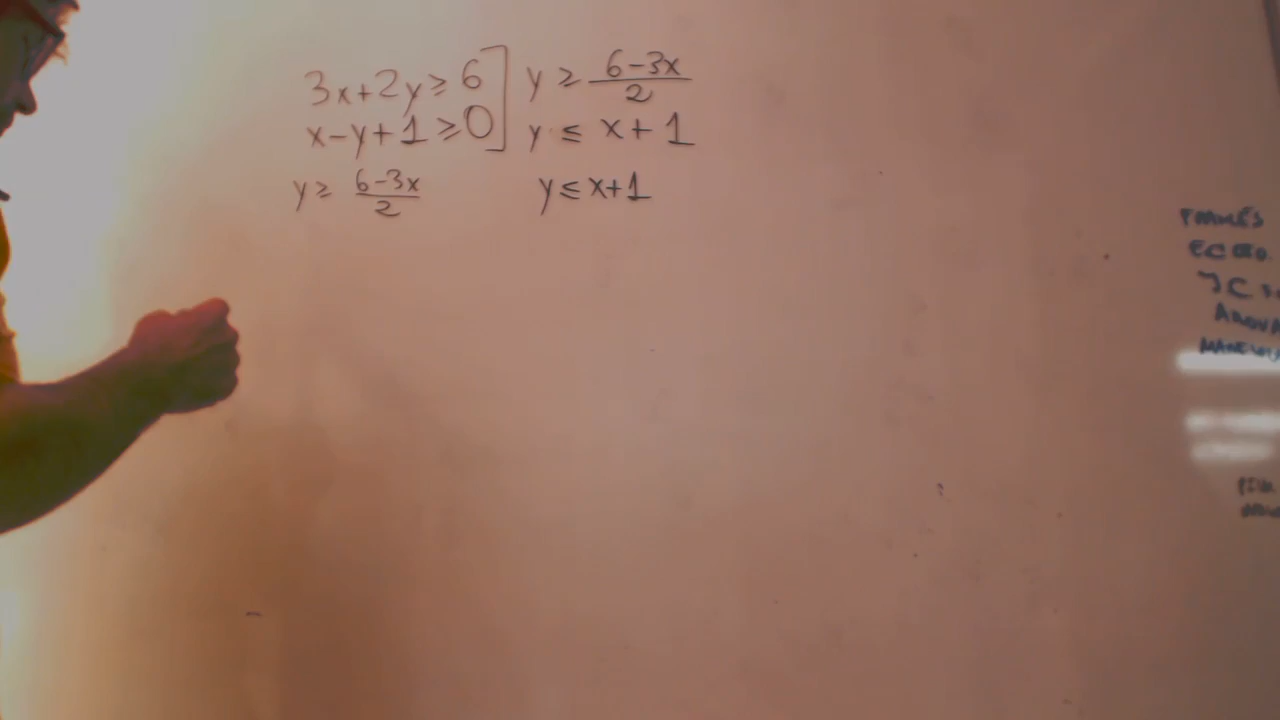 3x+2y≥6] y ≥ (6-3x)/2
x-y+1≥0] y ≤ x+1
y≥ (6-3x)/2 y≤x+1